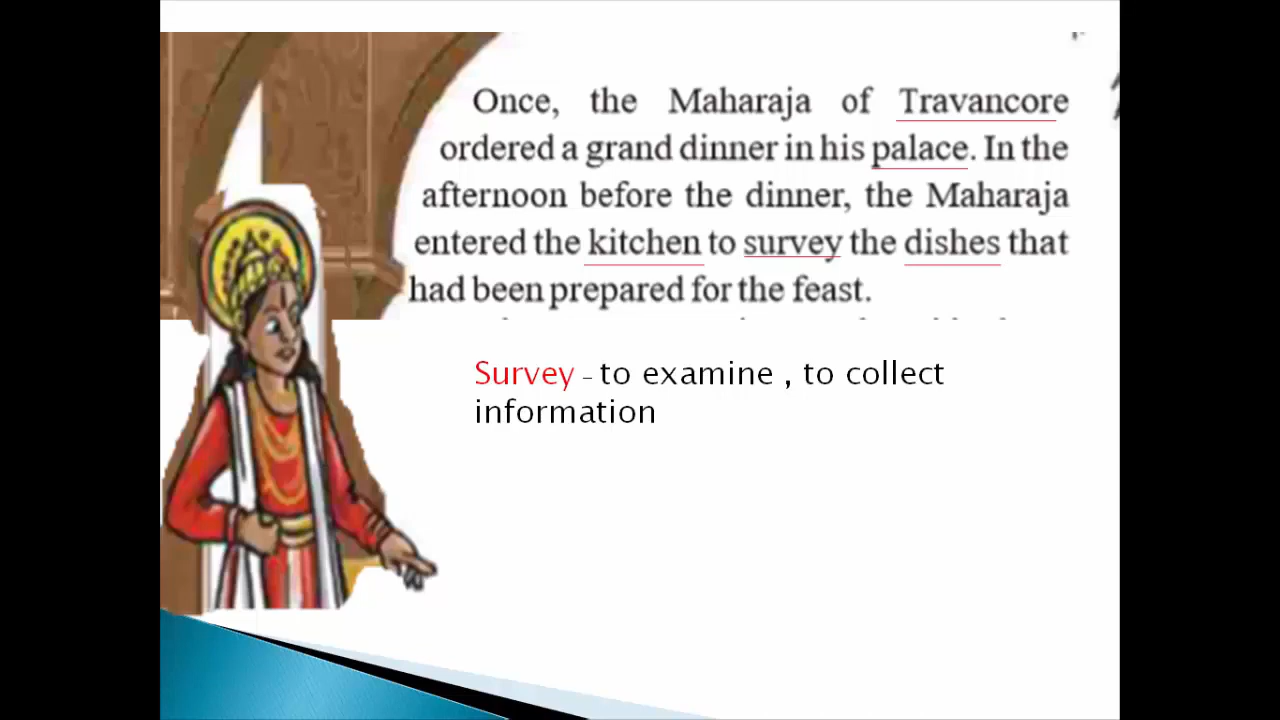 Once, the Maharaja of Travancore
ordered a grand dinner in his palace. In the
afternoon before the dinner, the Maharaja
entered the kitchen to survey the dishes that
had been prepared for the feast.
Survey - to examine , to collect
information